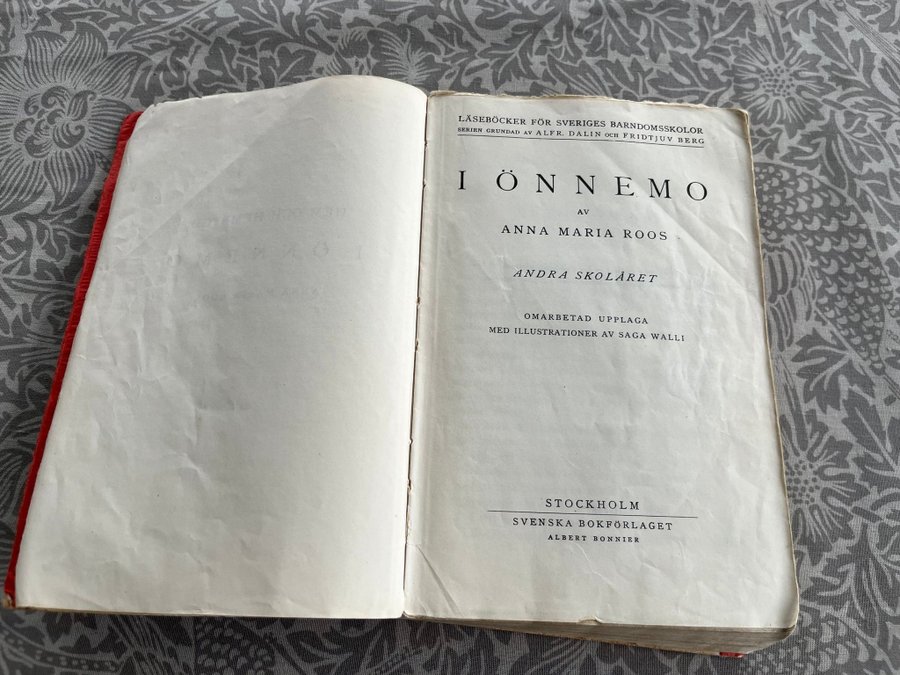 LÄSEBÖCKER FÖR SVERIGES BARNDOMSSKOLOR
SERIEN GRUNDAD AV ALFR. DALIN OCH FRIDTJUV BERG
I ÖNNEMO
AV
ANNA MARIA ROOS
ANDRA SKOLÅRET
OMARBETAD UPPLAGA
MED ILLUSTRATIONER AV SAGA WALLI
STOCKHOLM
SVENSKA BOKFÖRLAGET
ALBERT BONNIER